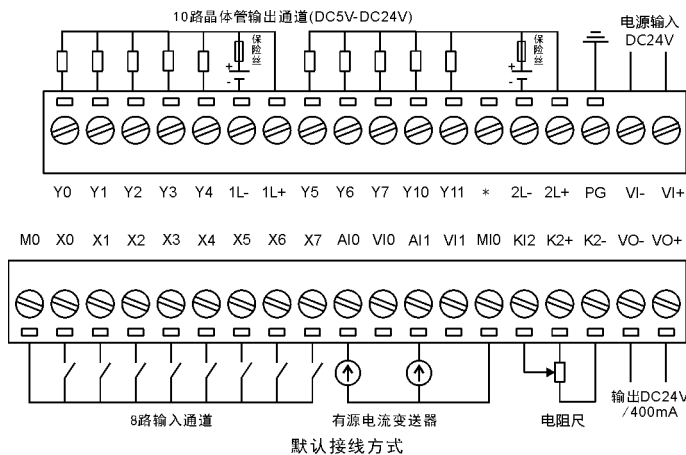 10路晶体管输出通道(DC5V-DC24V)
电源输入
DC24V
保险丝
保险丝
+
-
+
-
Y0 Y1 Y2 Y3 Y4 1L- 1L+ Y5 Y6 Y7 Y10 Y11 * 2L- 2L+ PG VI- VI+
M0 X0 X1 X2 X3 X4 X5 X6 X7 AI0 VI0 AI1 VI1 MI0 KI2 K2+ K2- VO- VO+
8路输入通道
有源电流变送器
电阻尺
输出DC24V
/400mA
默认接线方式